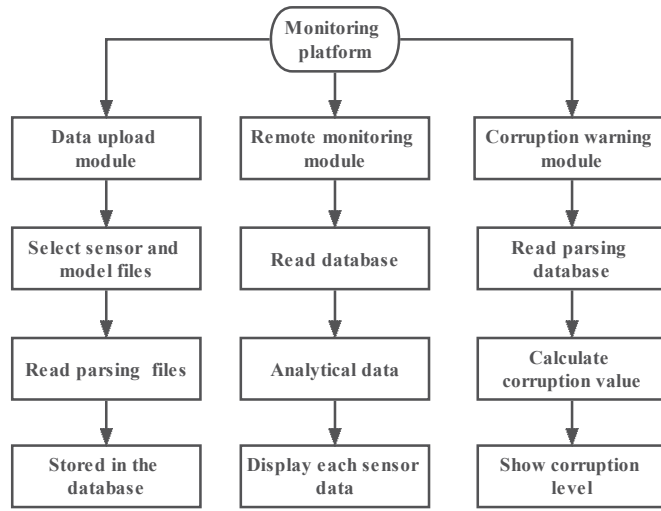 Monitoring
platform
Data upload
module
Remote monitoring
module
Corruption warning
module
Select sensor and
model files
Read database
Read parsing
database
Read parsing files
Analytical data
Calculate
corruption value
Stored in the
database
Display each sensor
data
Show corruption
level